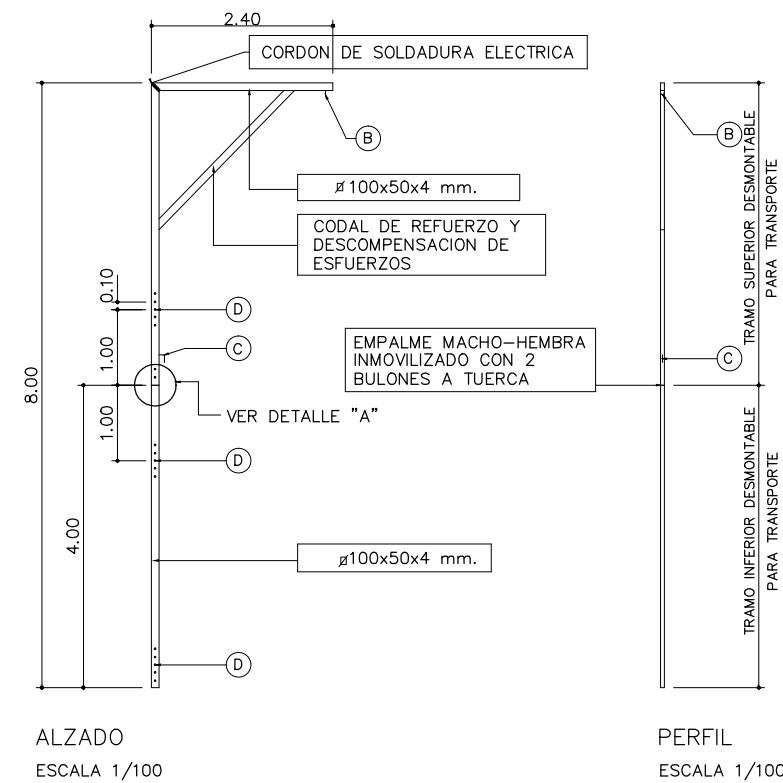 2.40
CORDON DE SOLDADURA ELECTRICA
B
⌀ 100x50x4 mm.
CODAL DE REFUERZO Y
DESCOMPENSACION DE
ESFUERZOS
0.10
D
1.00
C
8.00
VER DETALLE "A"
1.00
D
4.00
⌀100x50x4 mm.
D
ALZADO
ESCALA 1/100
B
TRAMO SUPERIOR DESMONTABLE
PARA TRANSPORTE
EMPALME MACHO-HEMBRA
INMOVILIZADO CON 2
BULONES A TUERCA
C
TRAMO INFERIOR DESMONTABLE
PARA TRANSPORTE
PERFIL
ESCALA 1/100